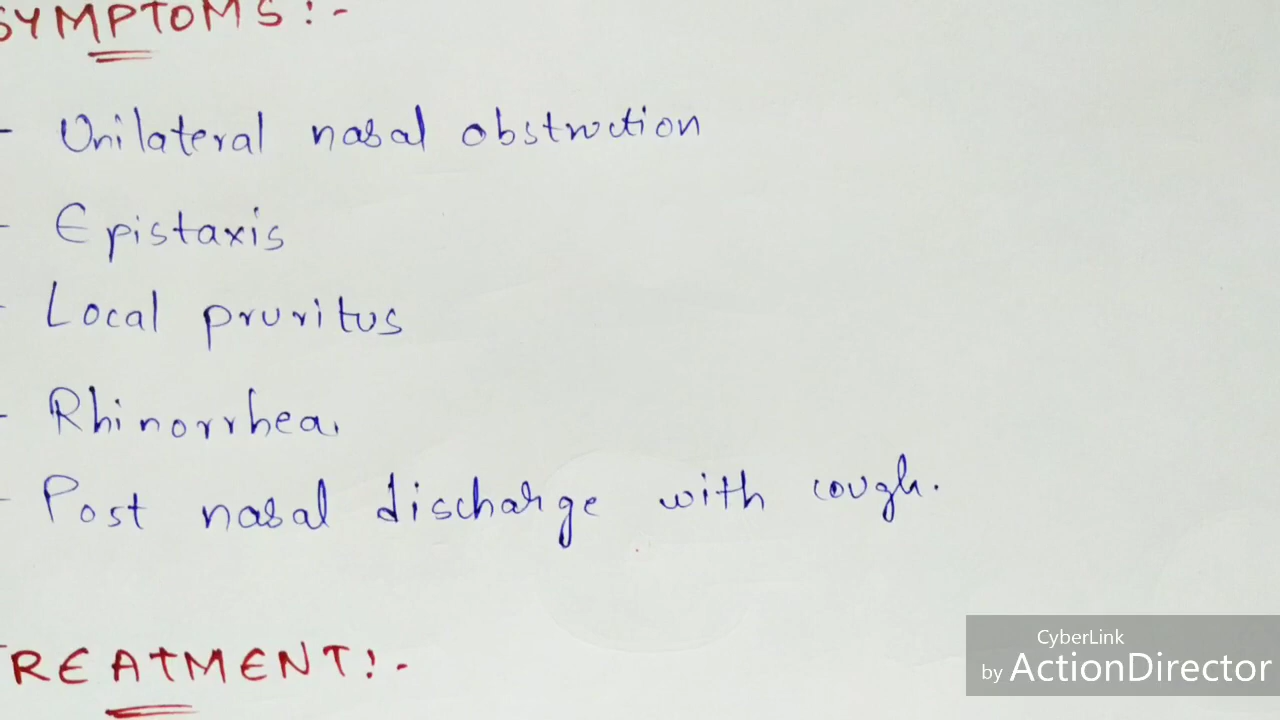 SYMPTOMS:-
- Unilateral nasal obstruction
- Epistaxis
- Local pruritus
- Rhinorrhea.
- Post nasal discharge with cough.
TREATMENT:-
CyberLink
by ActionDirector